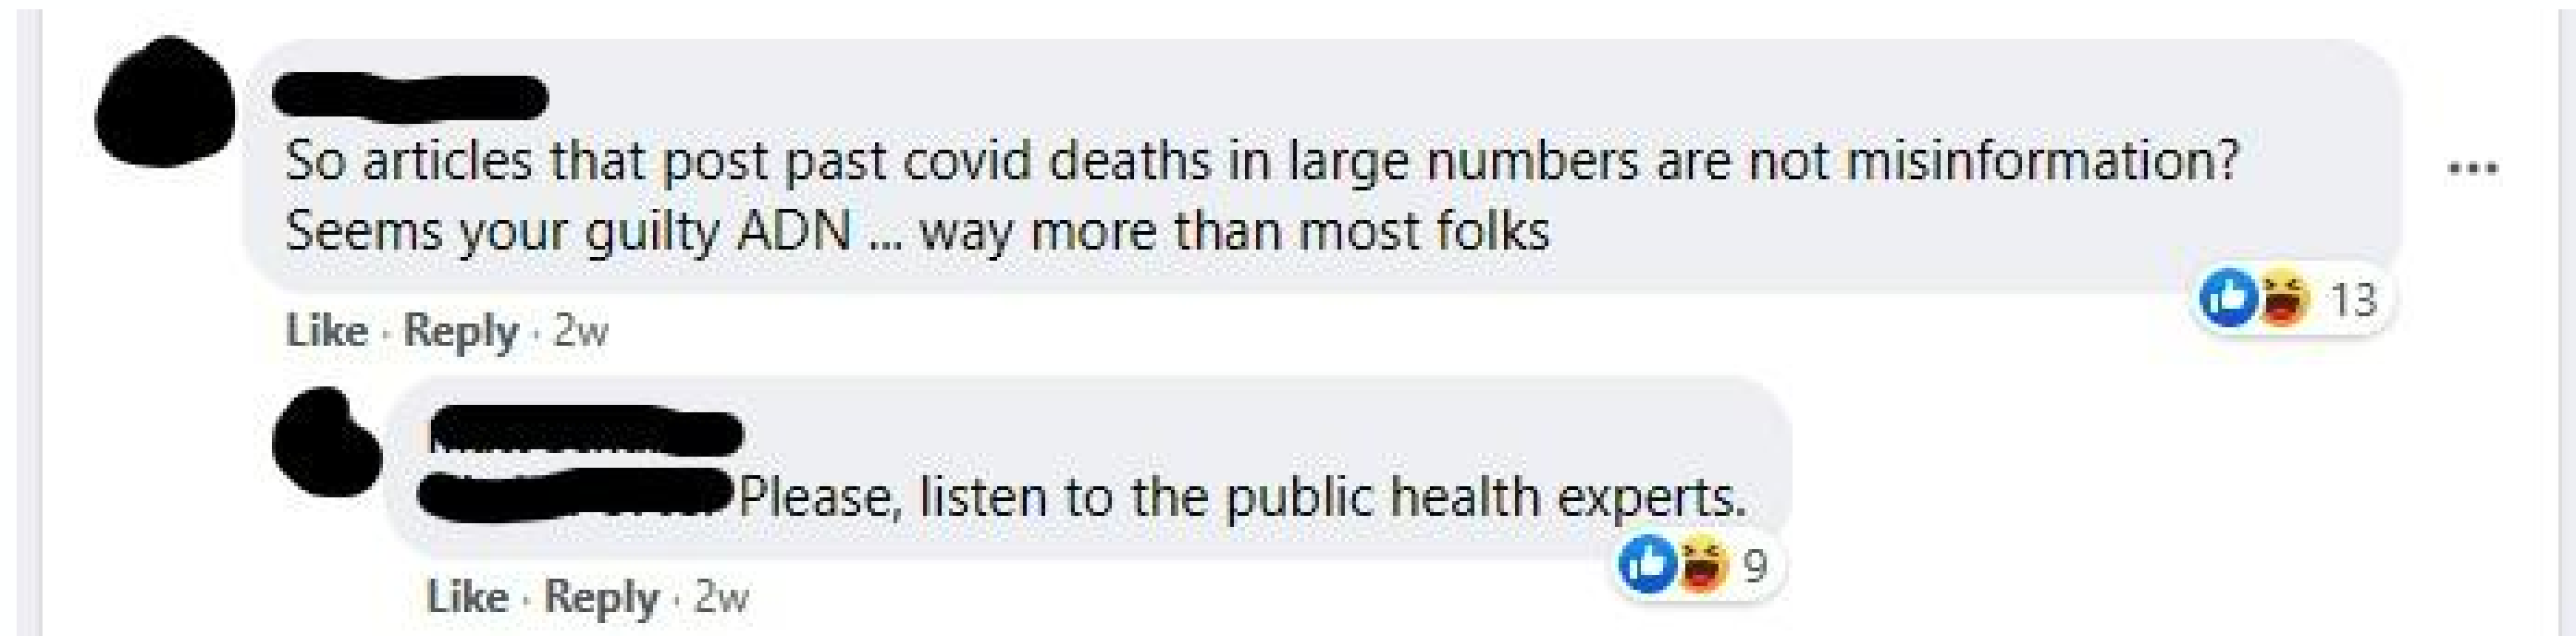 So articles that post past covid deaths in large numbers are not misinformation?
Seems your guilty ADN ... way more than most folks
13
Like · Reply · 2w
Please, listen to the public health experts.
9
Like · Reply · 2w